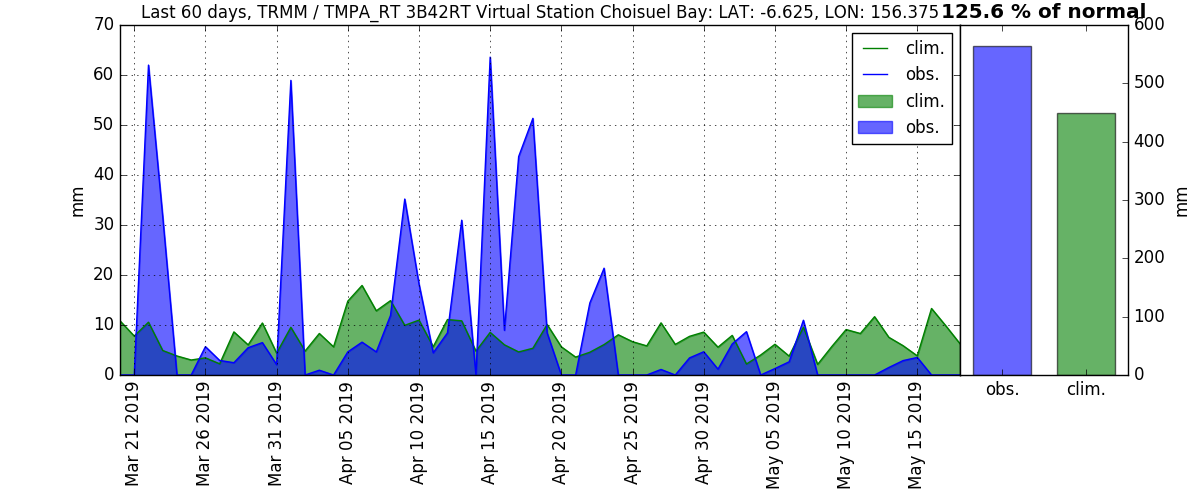 Last 60 days, TRMM / TMPA_RT 3B42RT Virtual Station Choisuel Bay: LAT: -6.625, LON: 156.375
125.6 % of normal
70
60
50
40
30
20
10
0
mm
clim.
obs.
clim.
obs.
Mar 21 2019
Mar 26 2019
Mar 31 2019
Apr 05 2019
Apr 10 2019
Apr 15 2019
Apr 20 2019
Apr 25 2019
Apr 30 2019
May 05 2019
May 10 2019
May 15 2019
600
500
400
300
200
100
0
mm
obs.
clim.